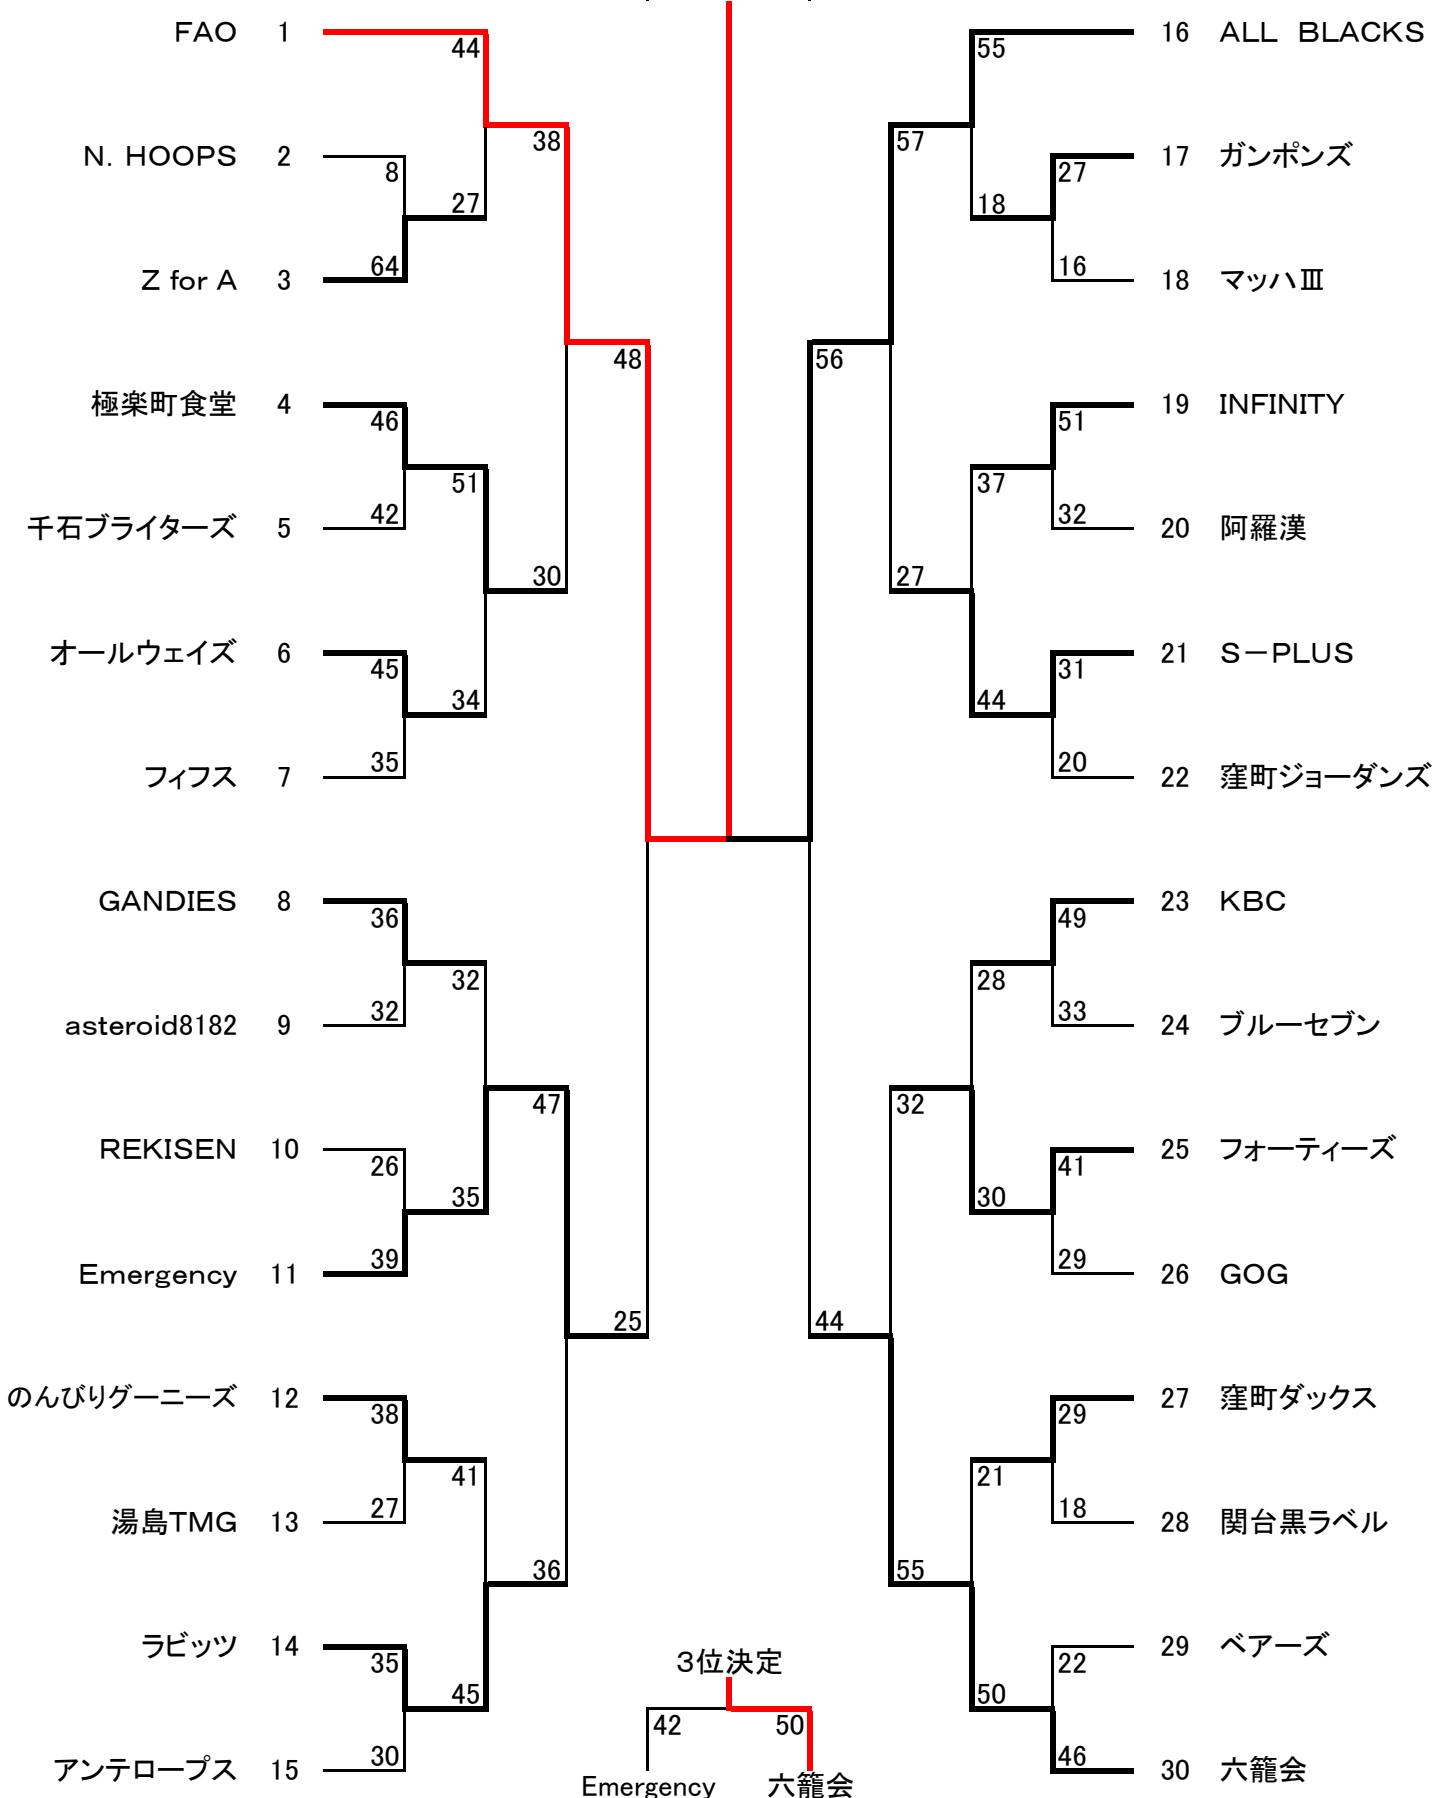 FAO 1
44
N. HOOPS 2
8
38
27
Z for A 3
64
48
極楽町食堂 4
46
51
千石ブライターズ 5
42
30
オールウェイズ 6
45
34
フィフス 7
35
GANDIES 8
36
32
asteroid8182 9
32
47
REKISEN 10
26
35
Emergency 11
39
25
のんびりグーニーズ 12
38
41
湯島TMG 13
27
36
ラビッツ 14
35
45
アンテロープス 15
30
16 ALL BLACKS
55
57
17 ガンポンズ
27
18
18 マッハⅢ
16
56
19 INFINITY
51
37
20 阿羅漢
32
27
21 S－PLUS
31
44
22 窪町ジョーダンズ
20
23 KBC
49
28
24 ブルーセブン
33
32
25 フォーティーズ
41
30
26 GOG
29
44
27 窪町ダックス
29
21
28 関台黒ラベル
18
55
29 ベアーズ
22
50
30 六籠会
46
3位決定
42 50
Emergency 六籠会